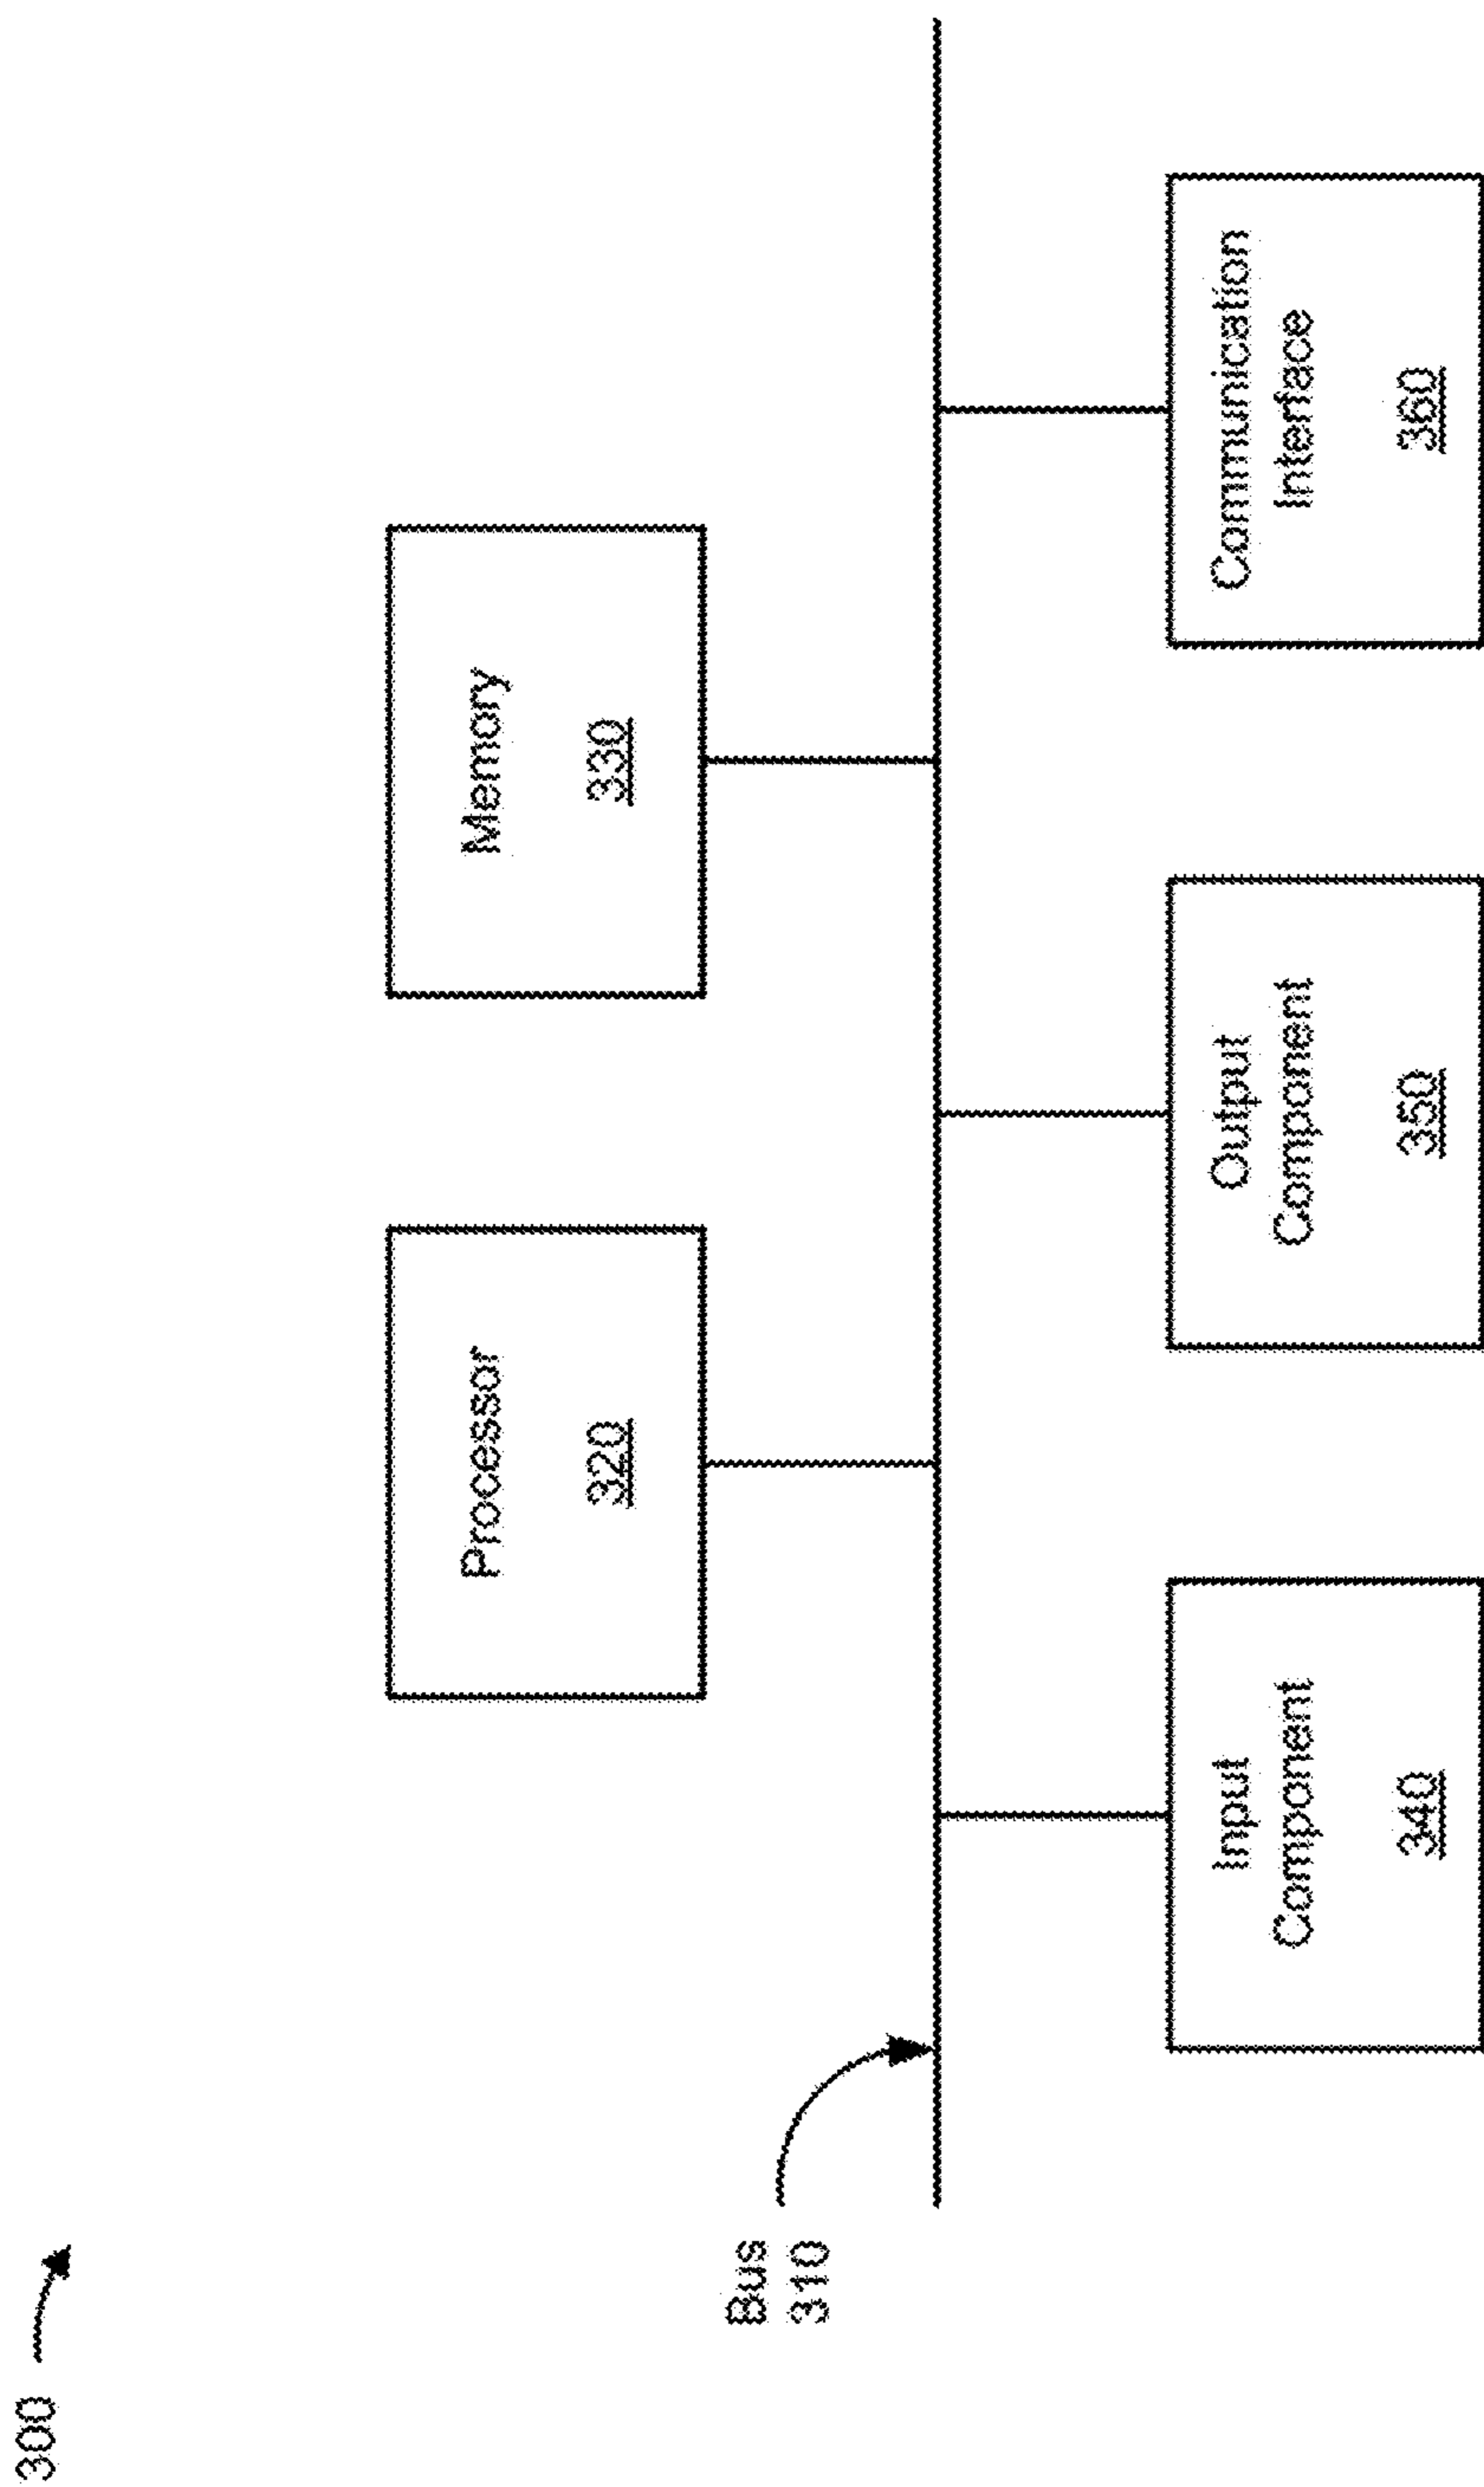 300
Bus
310
Processor
320
Memory
330
Input
Component
340
Output
Component
350
Communication
Interface
360